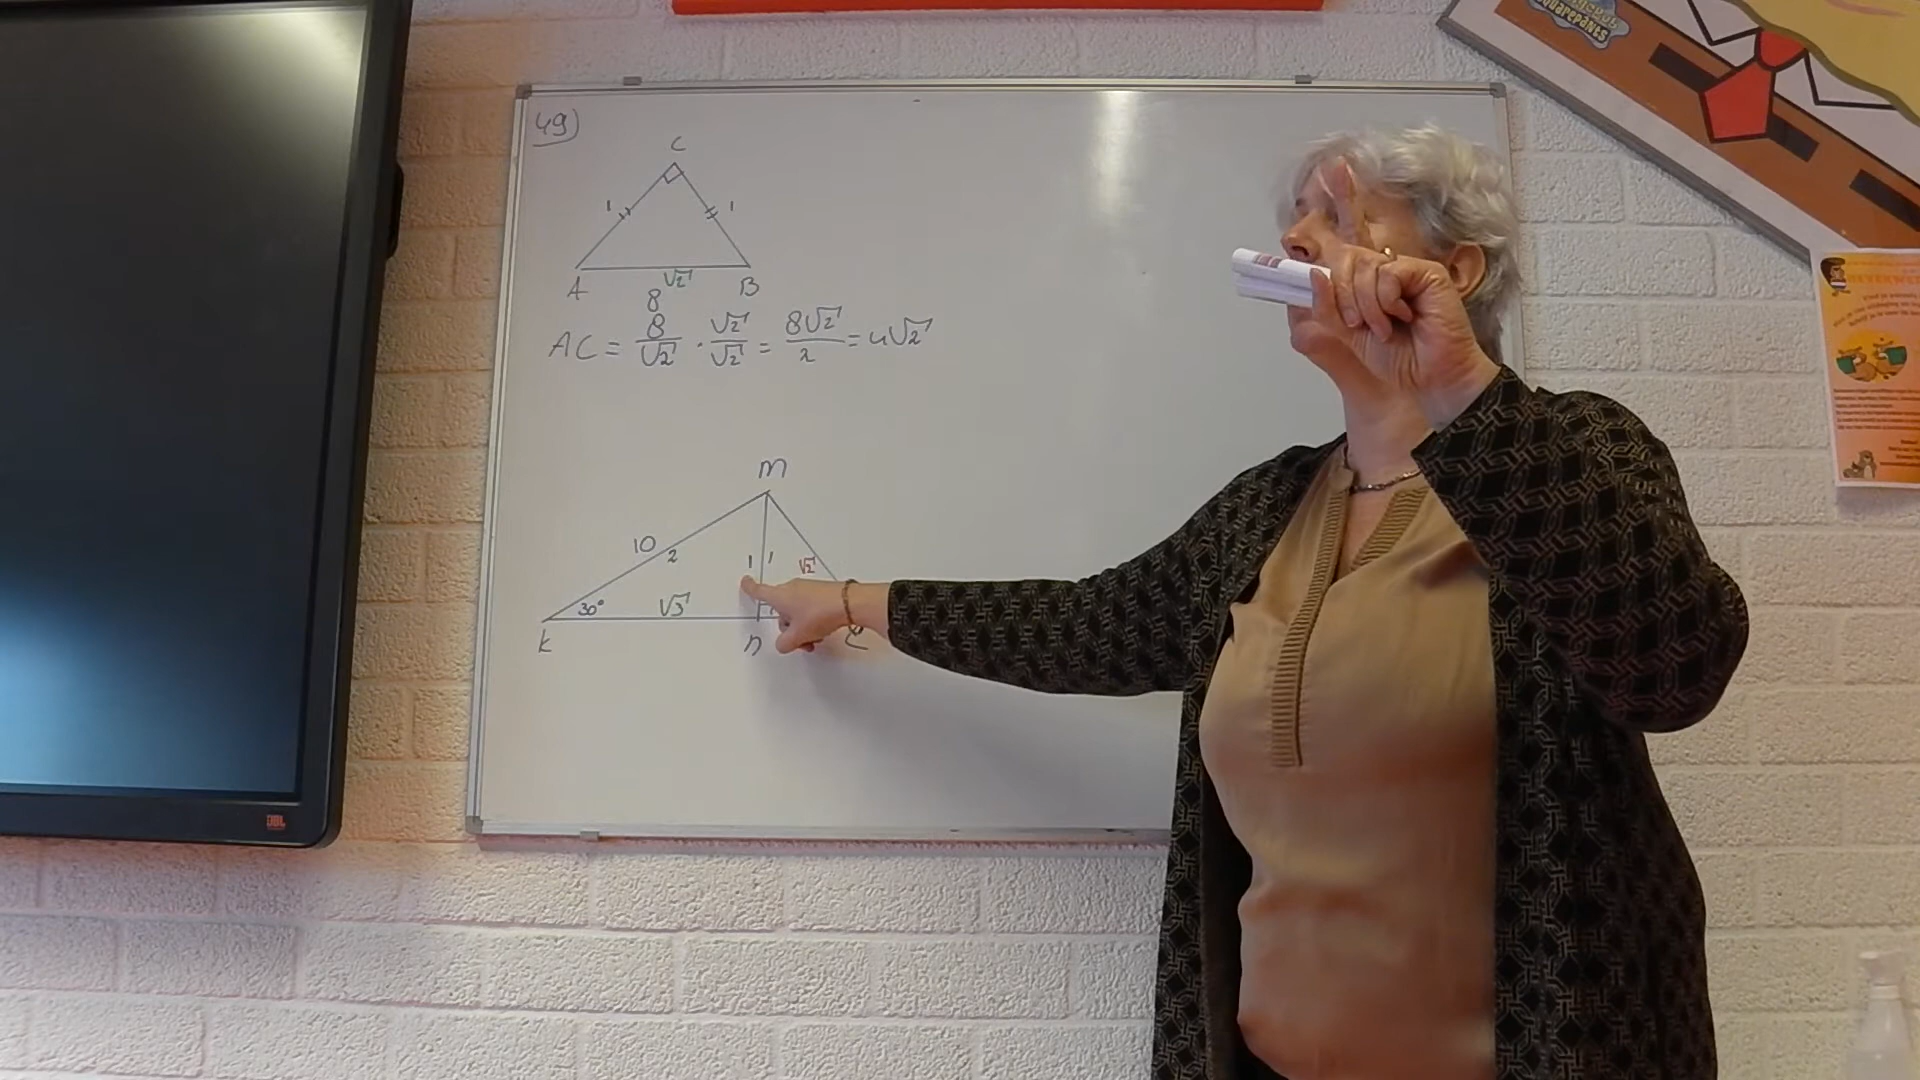 49)
C
1 1
√2
A B
8
AC = 8/√2 · √2/√2 = 8√2/2 = 4√2
M
10 2 1 1 √2
30° √3
K N L
JBL
SQUAREPANTS